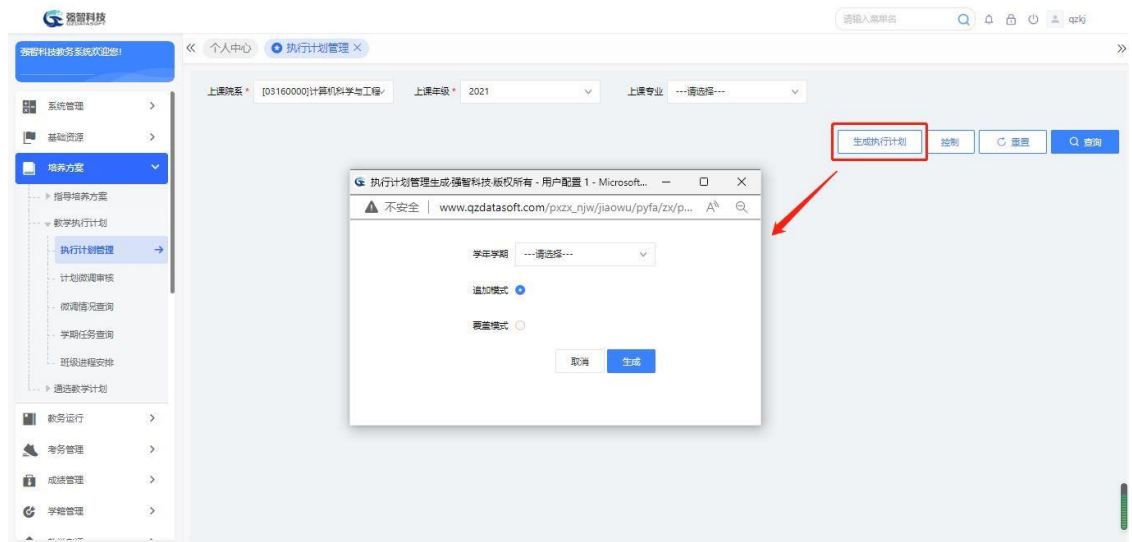 强智科技
QZDATASOFT
请输入菜单名
qzkj
强智科技教务系统欢迎您!
个人中心
执行计划管理
上课院系 * [03160000]计算机科学与工程
上课年级 * 2021
上课专业 ---请选择---
系统管理
基础资源
培养方案
指导培养方案
教学执行计划
执行计划管理
计划微调审核
微调情况查询
学期任务查询
班级进程安排
通选教学计划
教务运行
考务管理
成绩管理
学籍管理
生成执行计划
控制
重置
查询
执行计划管理生成-强智科技-版权所有 - 用户配置 1 - Microsoft...
不安全 www.qzdatasoft.com/pxzx_njw/jiaowu/pyfa/zx/p...
学年学期 ---请选择---
追加模式
覆盖模式
取消
生成